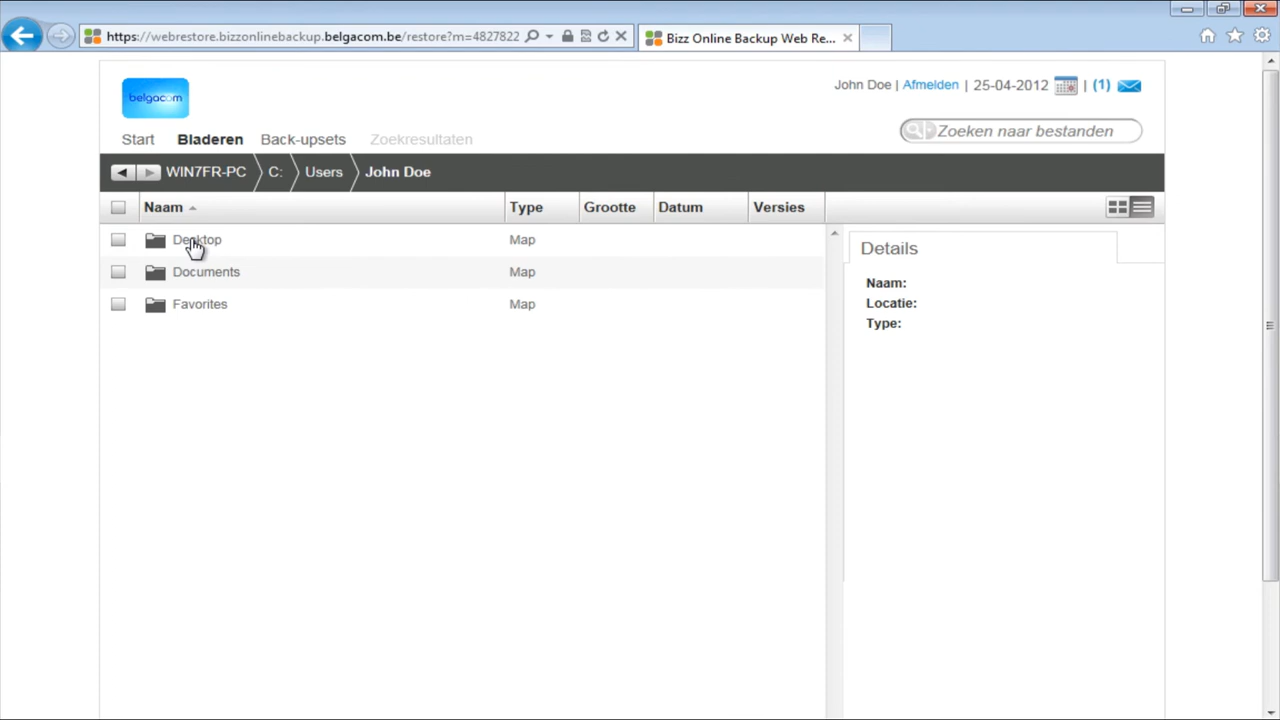 https://webrestore.bizzonlinebackup.belgacom.be/restore?m=4827822
Bizz Online Backup Web Re...
belgacom
John Doe | Afmelden | 25-04-2012 | (1)
Start Bladeren Back-upsets Zoekresultaten
Zoeken naar bestanden
WIN7FR-PC C: Users John Doe
Naam Type Grootte Datum Versies
Desktop Map
Documents Map
Favorites Map
Details
Naam:
Locatie:
Type: